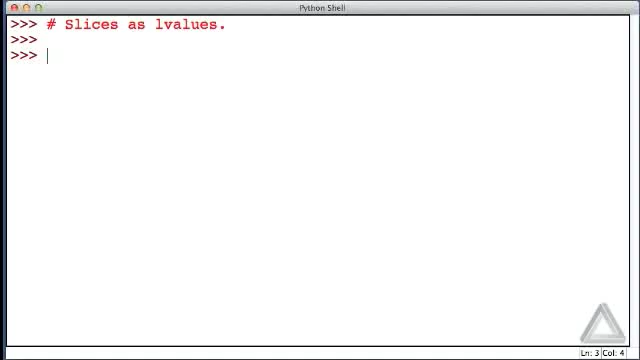 Python Shell
>>> # Slices as lvalues.
>>>
>>>
Ln: 3 Col: 4